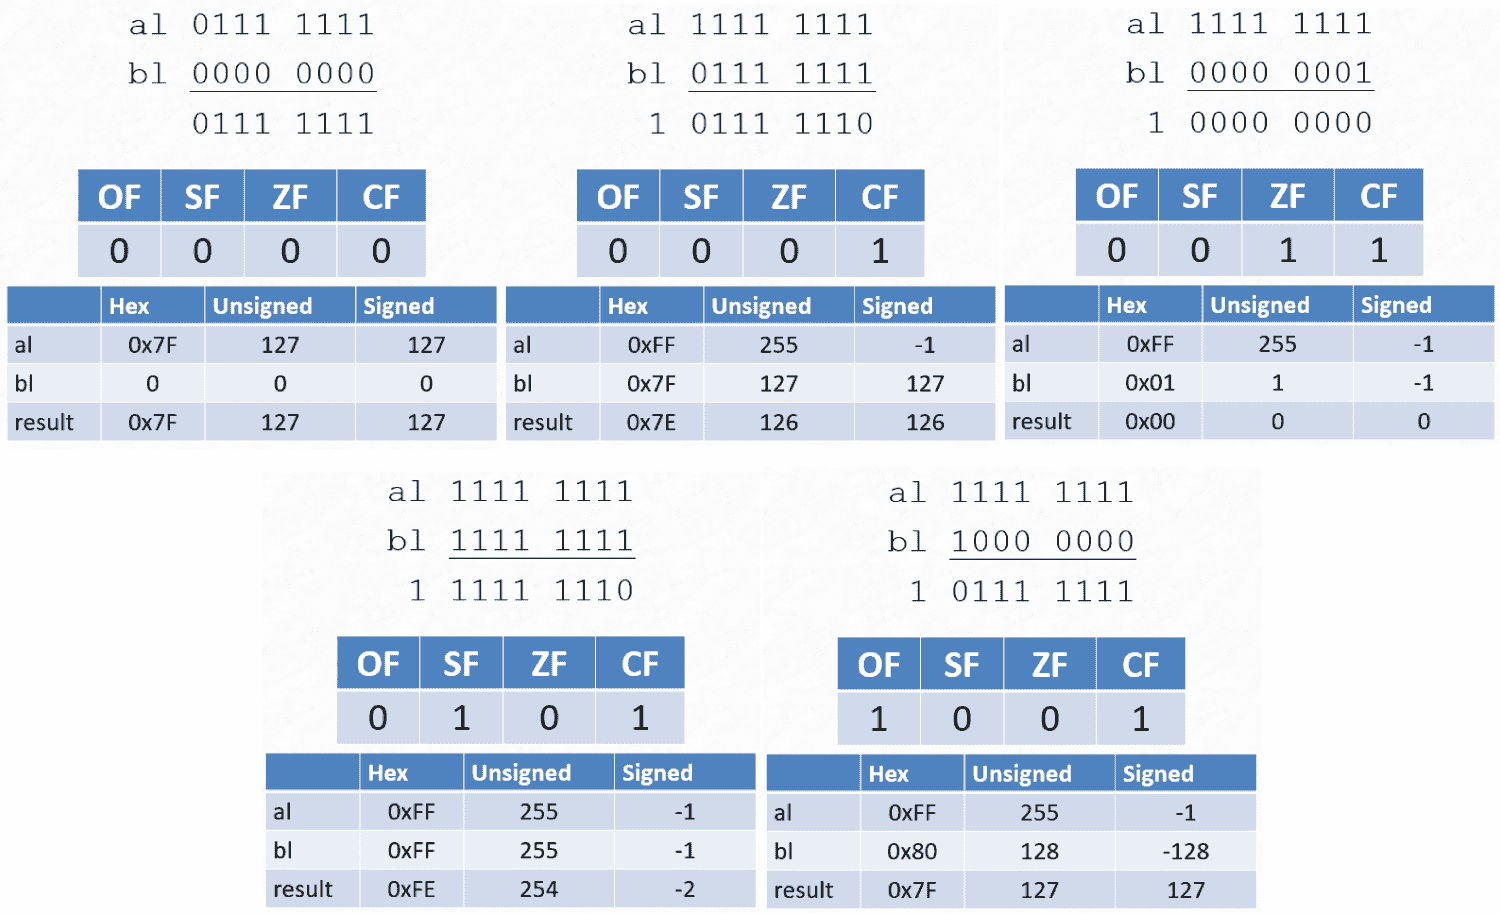 al 0111 1111
bl 0000 0000
0111 1111
OF SF ZF CF
0 0 0 0
Hex Unsigned Signed
al 0x7F 127 127
bl 0 0 0
result 0x7F 127 127
al 1111 1111
bl 0111 1111
1 0111 1110
OF SF ZF CF
0 0 0 1
Hex Unsigned Signed
al 0xFF 255 -1
bl 0x7F 127 127
result 0x7E 126 126
al 1111 1111
bl 0000 0001
1 0000 0000
OF SF ZF CF
0 0 1 1
Hex Unsigned Signed
al 0xFF 255 -1
bl 0x01 1 -1
result 0x00 0 0
al 1111 1111
bl 1111 1111
1 1111 1110
OF SF ZF CF
0 1 0 1
Hex Unsigned Signed
al 0xFF 255 -1
bl 0xFF 255 -1
result 0xFE 254 -2
al 1111 1111
bl 1000 0000
1 0111 1111
OF SF ZF CF
1 0 0 1
Hex Unsigned Signed
al 0xFF 255 -1
bl 0x80 128 -128
result 0x7F 127 127